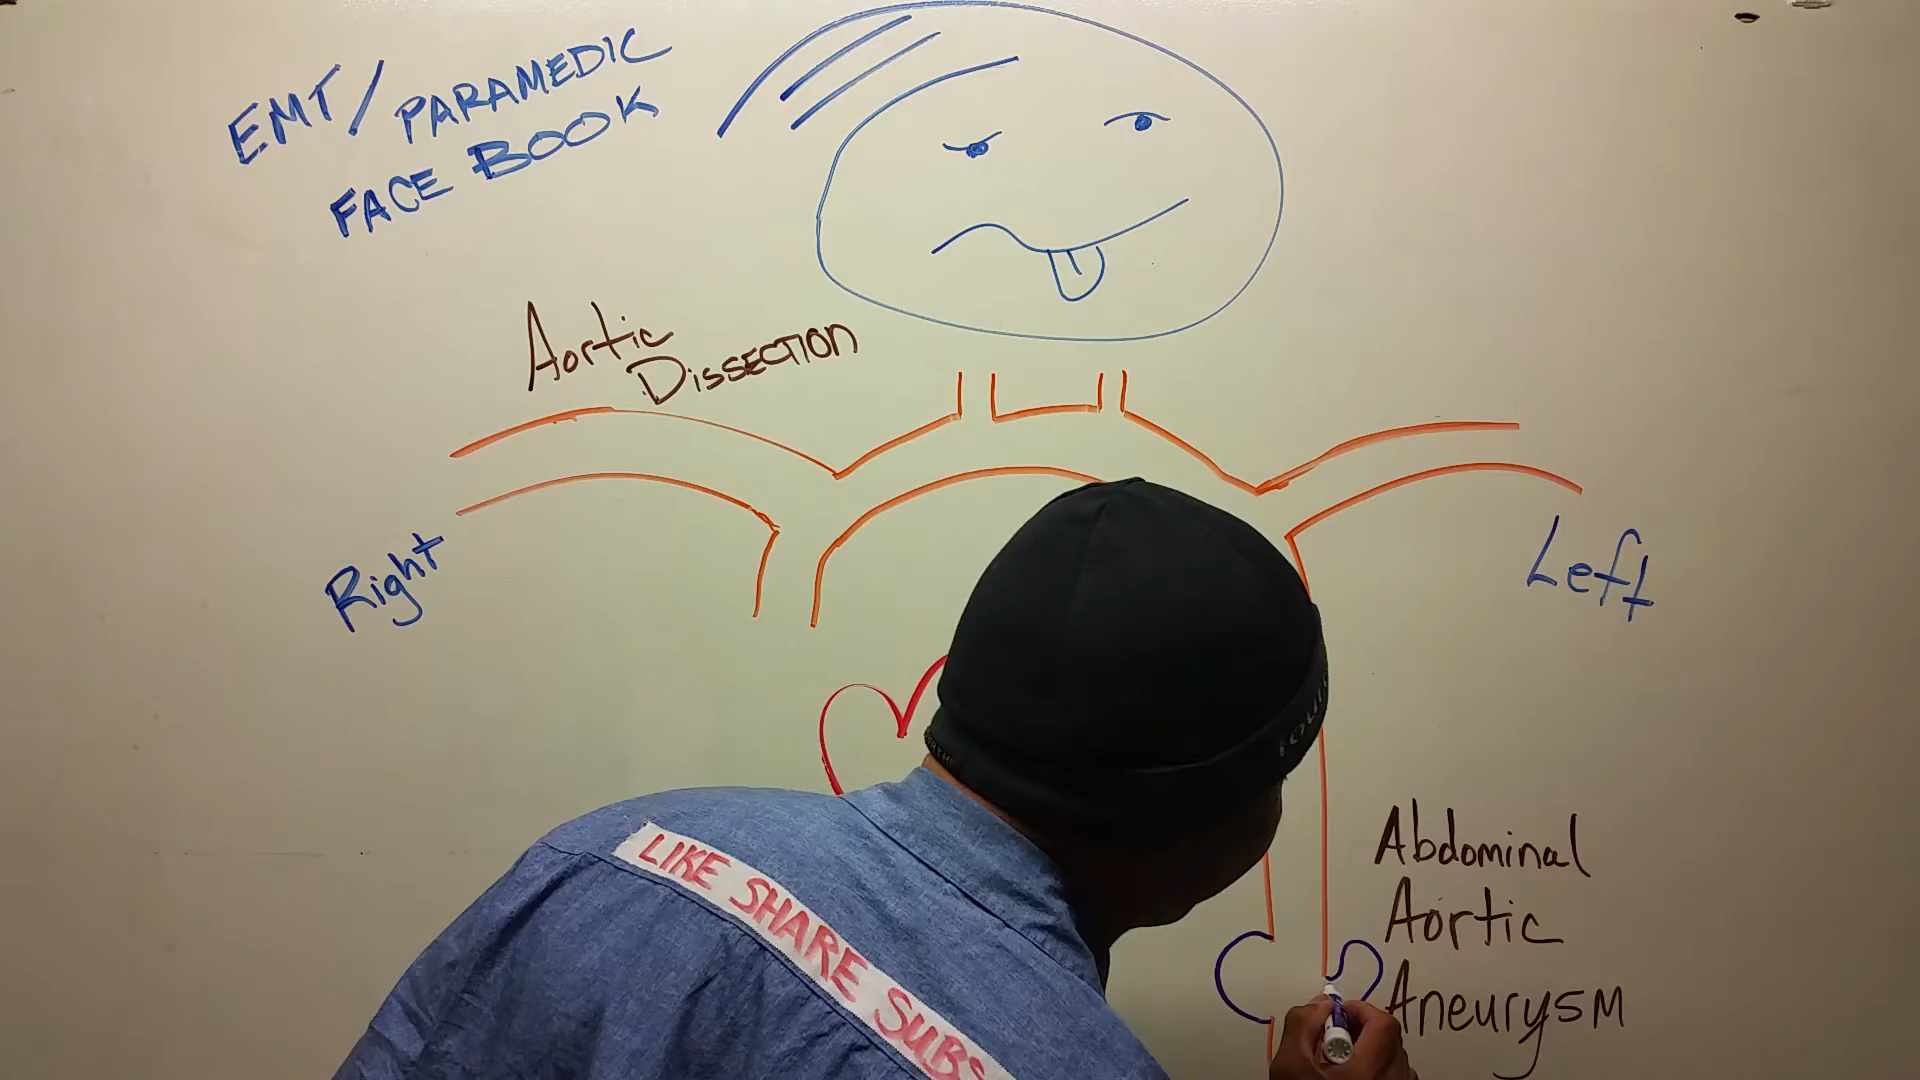 EMT/PARAMEDIC
FACE BOOK
Aortic
DISSECTION
Right
Left
LIKE SHARE SUBS
Abdominal
Aortic
AneurysM